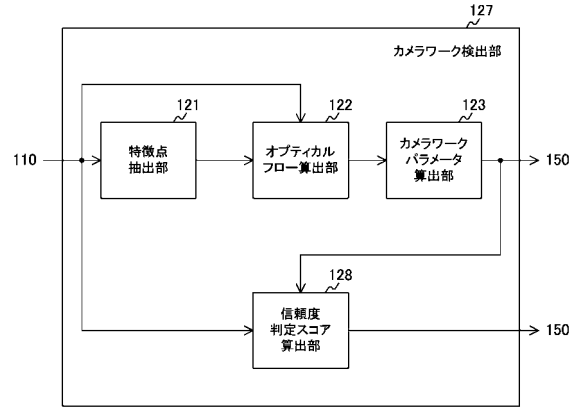 127
カメラワーク検出部
121
122
123
110
特徴点
抽出部
オプティカル
フロー算出部
カメラワーク
パラメータ
算出部
150
128
信頼度
判定スコア
算出部
150